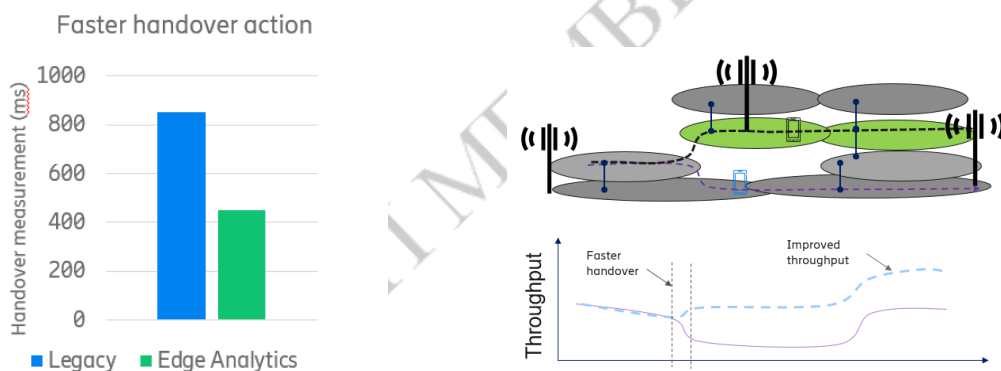 Faster handover action
Handover measurement (ms)
1000
800
600
400
200
0
Legacy
Edge Analytics
Faster
handover
Improved
throughput
Throughput